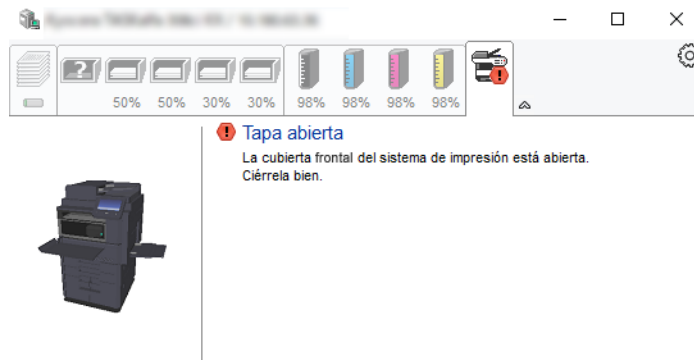 50% 50% 30% 30% 98% 98% 98% 98%
Tapa abierta
La cubierta frontal del sistema de impresión está abierta.
Ciérrela bien.